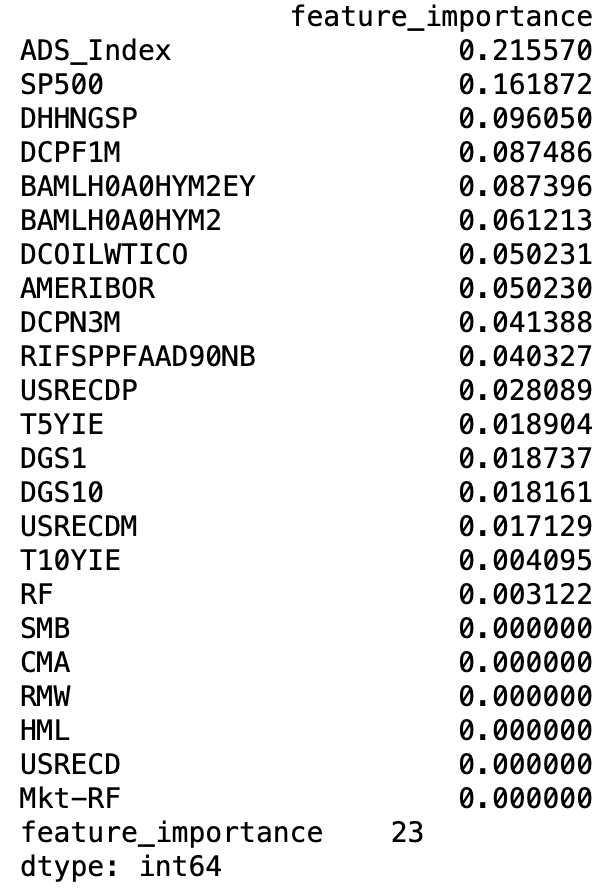 feature_importance
ADS_Index 0.215570
SP500 0.161872
DHHNGSP 0.096050
DCPF1M 0.087486
BAMLH0A0HYM2EY 0.087396
BAMLH0A0HYM2 0.061213
DCOILWTICO 0.050231
AMERIBOR 0.050230
DCPN3M 0.041388
RIFSPPFAAD90NB 0.040327
USRECDP 0.028089
T5YIE 0.018904
DGS1 0.018737
DGS10 0.018161
USRECDM 0.017129
T10YIE 0.004095
RF 0.003122
SMB 0.000000
CMA 0.000000
RMW 0.000000
HML 0.000000
USRECD 0.000000
Mkt-RF 0.000000
feature_importance 23
dtype: int64